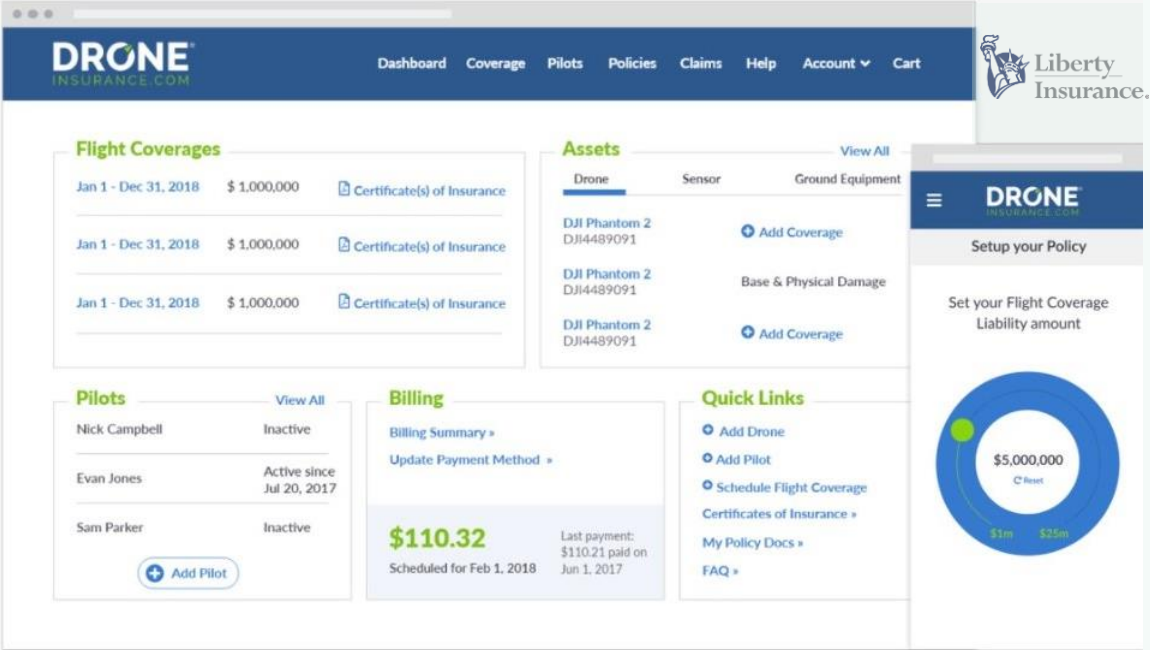 DRONE
INSURANCE.COM
Dashboard Coverage Pilots Policies Claims Help Account Cart
Liberty
Insurance.
Flight Coverages
Jan 1 - Dec 31, 2018 $ 1,000,000 Certificate(s) of Insurance
Jan 1 - Dec 31, 2018 $ 1,000,000 Certificate(s) of Insurance
Jan 1 - Dec 31, 2018 $ 1,000,000 Certificate(s) of Insurance
Assets View All
Drone Sensor Ground Equipment
DJI Phantom 2
DJI4489091
Add Coverage
DJI Phantom 2
DJI4489091
Base & Physical Damage
DJI Phantom 2
DJI4489091
Add Coverage
Pilots View All
Nick Campbell Inactive
Evan Jones Active since
Jul 20, 2017
Sam Parker Inactive
Add Pilot
Billing
Billing Summary »
Update Payment Method »
$110.32
Scheduled for Feb 1, 2018
Last payment:
$110.21 paid on
Jun 1, 2017
Quick Links
Add Drone
Add Pilot
Schedule Flight Coverage
Certificates of Insurance »
My Policy Docs »
FAQ »
DRONE
INSURANCE.COM
Setup your Policy
Set your Flight Coverage
Liability amount
$5,000,000
Reset
$1m $25m